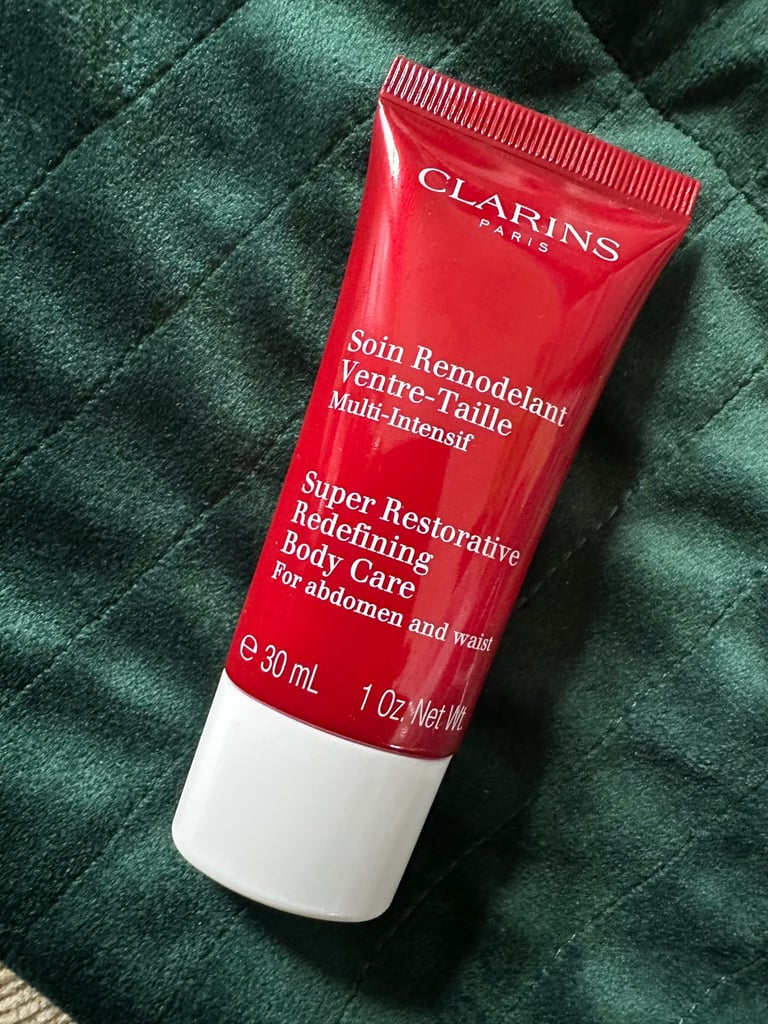 CLARINS
PARIS
Soin Remodelant
Ventre-Taille
Multi-Intensif
Super Restorative
Redefining
Body Care
For abdomen and waist
℮ 30 mL 1 Oz. Net Wt.